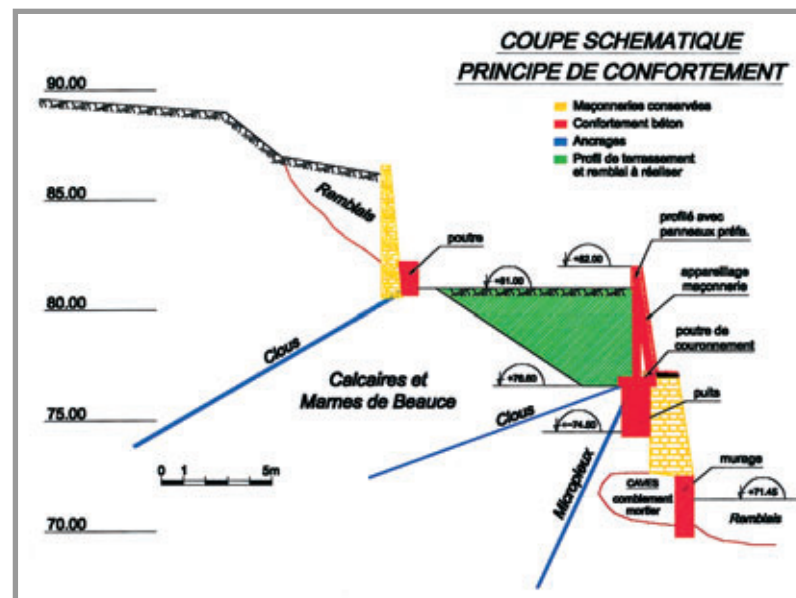 COUPE SCHEMATIQUE
PRINCIPE DE CONFORTEMENT
Maçonneries conservées
Confortement béton
Ancrages
Profil de terrassement
et remblai à réaliser
90.00
85.00
80.00
75.00
70.00
Remblais
poutre
+81.00
+82.00
profilé avec
panneaux préfa.
appareillage
maçonnerie
poutre de
couronnement
puits
Clous
Calcaires et
Marnes de Beauce
+76.60
Clous
Micropieux
0 1 5m
murage
CAVES
comblement
mortier
+71.45
Remblais